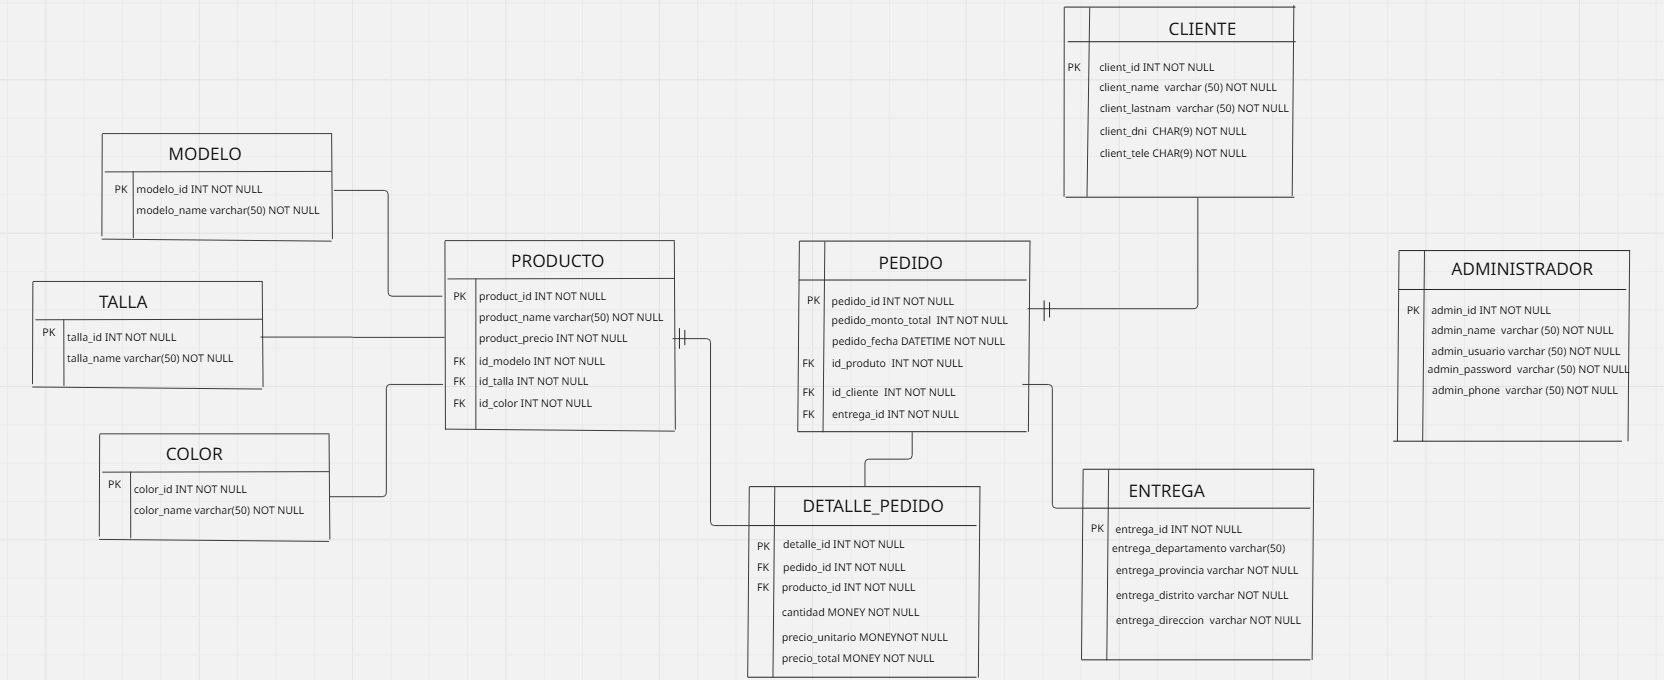 CLIENTE
PK client_id INT NOT NULL
client_name varchar (50) NOT NULL
client_lastnam varchar (50) NOT NULL
client_dni CHAR(9) NOT NULL
client_tele CHAR(9) NOT NULL
MODELO
PK modelo_id INT NOT NULL
modelo_name varchar(50) NOT NULL
TALLA
PK talla_id INT NOT NULL
talla_name varchar(50) NOT NULL
COLOR
PK color_id INT NOT NULL
color_name varchar(50) NOT NULL
PRODUCTO
PK product_id INT NOT NULL
product_name varchar(50) NOT NULL
product_precio INT NOT NULL
FK id_modelo INT NOT NULL
FK id_talla INT NOT NULL
FK id_color INT NOT NULL
PEDIDO
PK pedido_id INT NOT NULL
pedido_monto_total INT NOT NULL
pedido_fecha DATETIME NOT NULL
FK id_produto INT NOT NULL
FK id_cliente INT NOT NULL
FK entrega_id INT NOT NULL
DETALLE_PEDIDO
PK detalle_id INT NOT NULL
FK pedido_id INT NOT NULL
FK producto_id INT NOT NULL
cantidad MONEY NOT NULL
precio_unitario MONEYNOT NULL
precio_total MONEY NOT NULL
ENTREGA
PK entrega_id INT NOT NULL
entrega_departamento varchar(50)
entrega_provincia varchar NOT NULL
entrega_distrito varchar NOT NULL
entrega_direccion varchar NOT NULL
ADMINISTRADOR
PK admin_id INT NOT NULL
admin_name varchar (50) NOT NULL
admin_usuario varchar (50) NOT NULL
admin_password varchar (50) NOT NULL
admin_phone varchar (50) NOT NULL